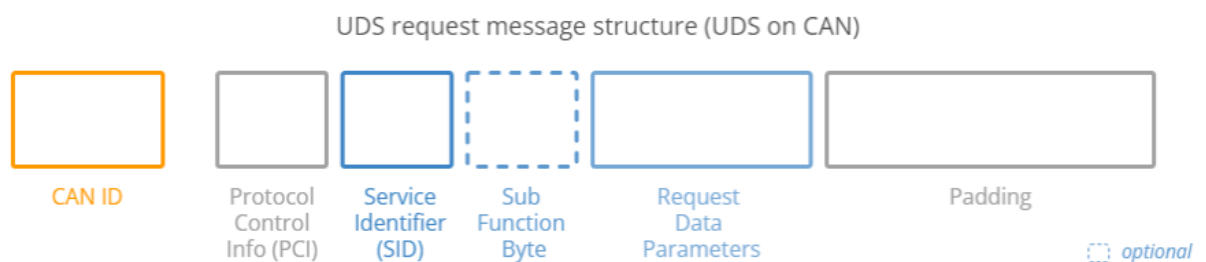 UDS request message structure (UDS on CAN)
CAN ID
Protocol
Control
Info (PCI)
Service
Identifier
(SID)
Sub
Function
Byte
Request
Data
Parameters
Padding
optional